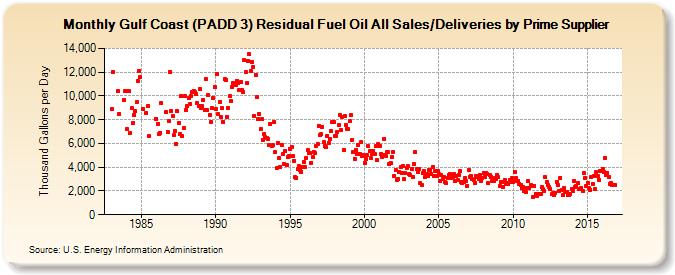 Monthly Gulf Coast (PADD 3) Residual Fuel Oil All Sales/Deliveries by Prime Supplier
Thousand Gallons per Day
14,000
12,000
10,000
8,000
6,000
4,000
2,000
0
1985 1990 1995 2000 2005 2010 2015
Source: U.S. Energy Information Administration